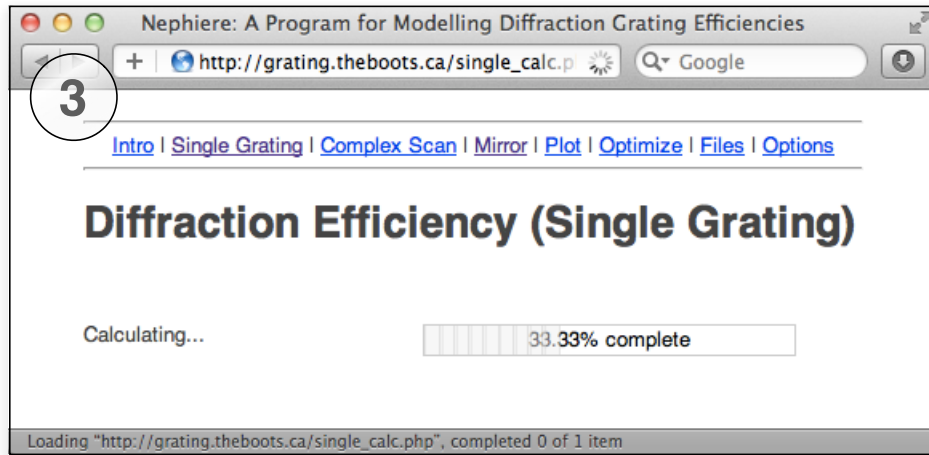 Nephiere: A Program for Modelling Diffraction Grating Efficiencies
+ http://grating.theboots.ca/single_calc.p Google
3
Intro | Single Grating | Complex Scan | Mirror | Plot | Optimize | Files | Options
Diffraction Efficiency (Single Grating)
Calculating... 33.33% complete
Loading "http://grating.theboots.ca/single_calc.php", completed 0 of 1 item